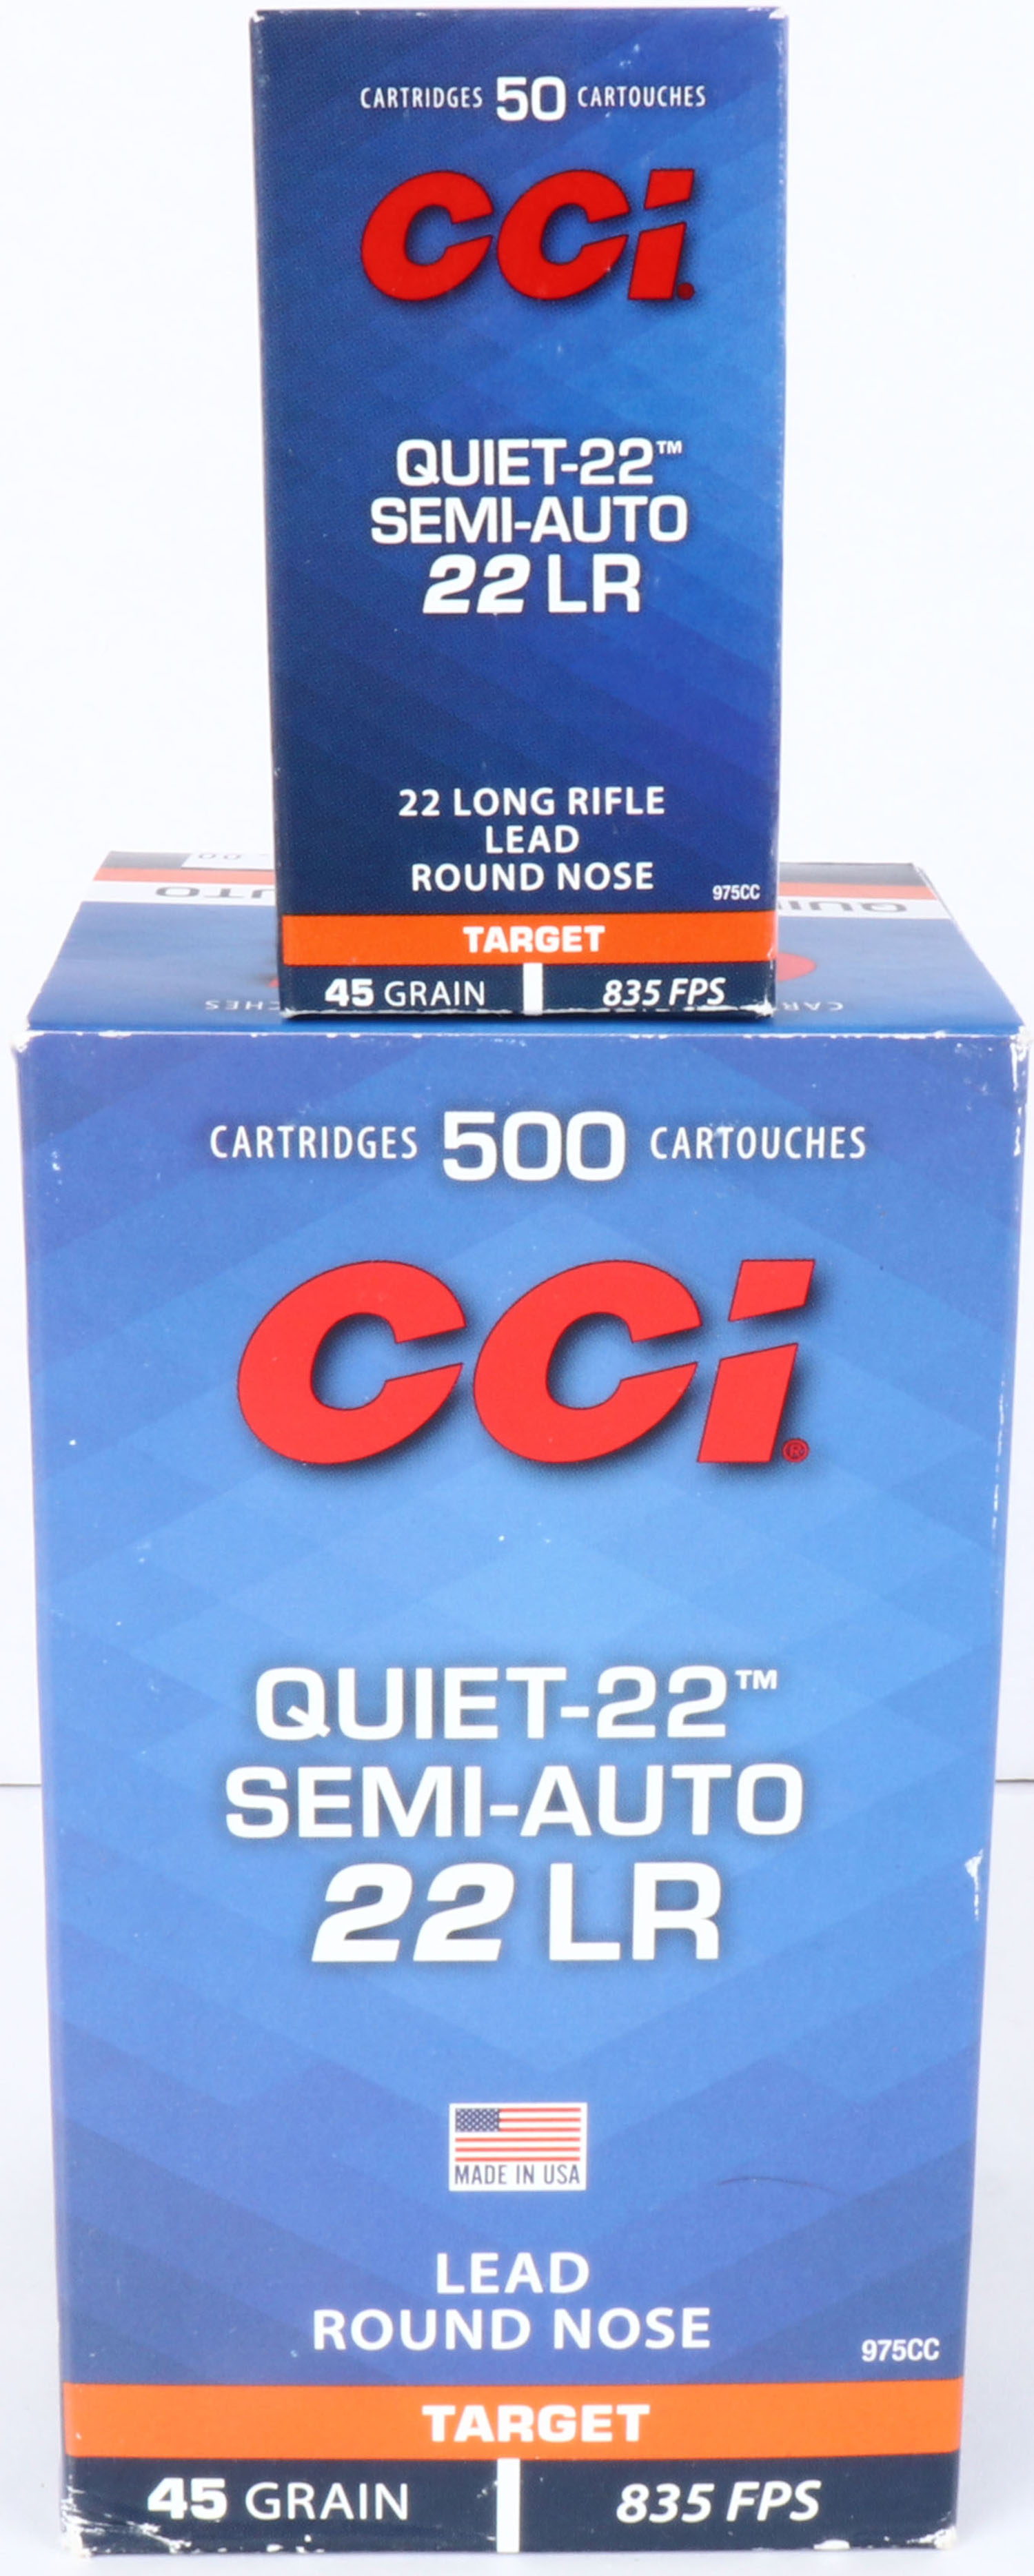 CARTRIDGES 50 CARTOUCHES
CCI.
QUIET-22™
SEMI-AUTO
22 LR
22 LONG RIFLE
LEAD
ROUND NOSE
975CC
TARGET
45 GRAIN 835 FPS
CARTRIDGES 500 CARTOUCHES
CCI®
QUIET-22™
SEMI-AUTO
22 LR
MADE IN USA
LEAD
ROUND NOSE
975CC
TARGET
45 GRAIN 835 FPS